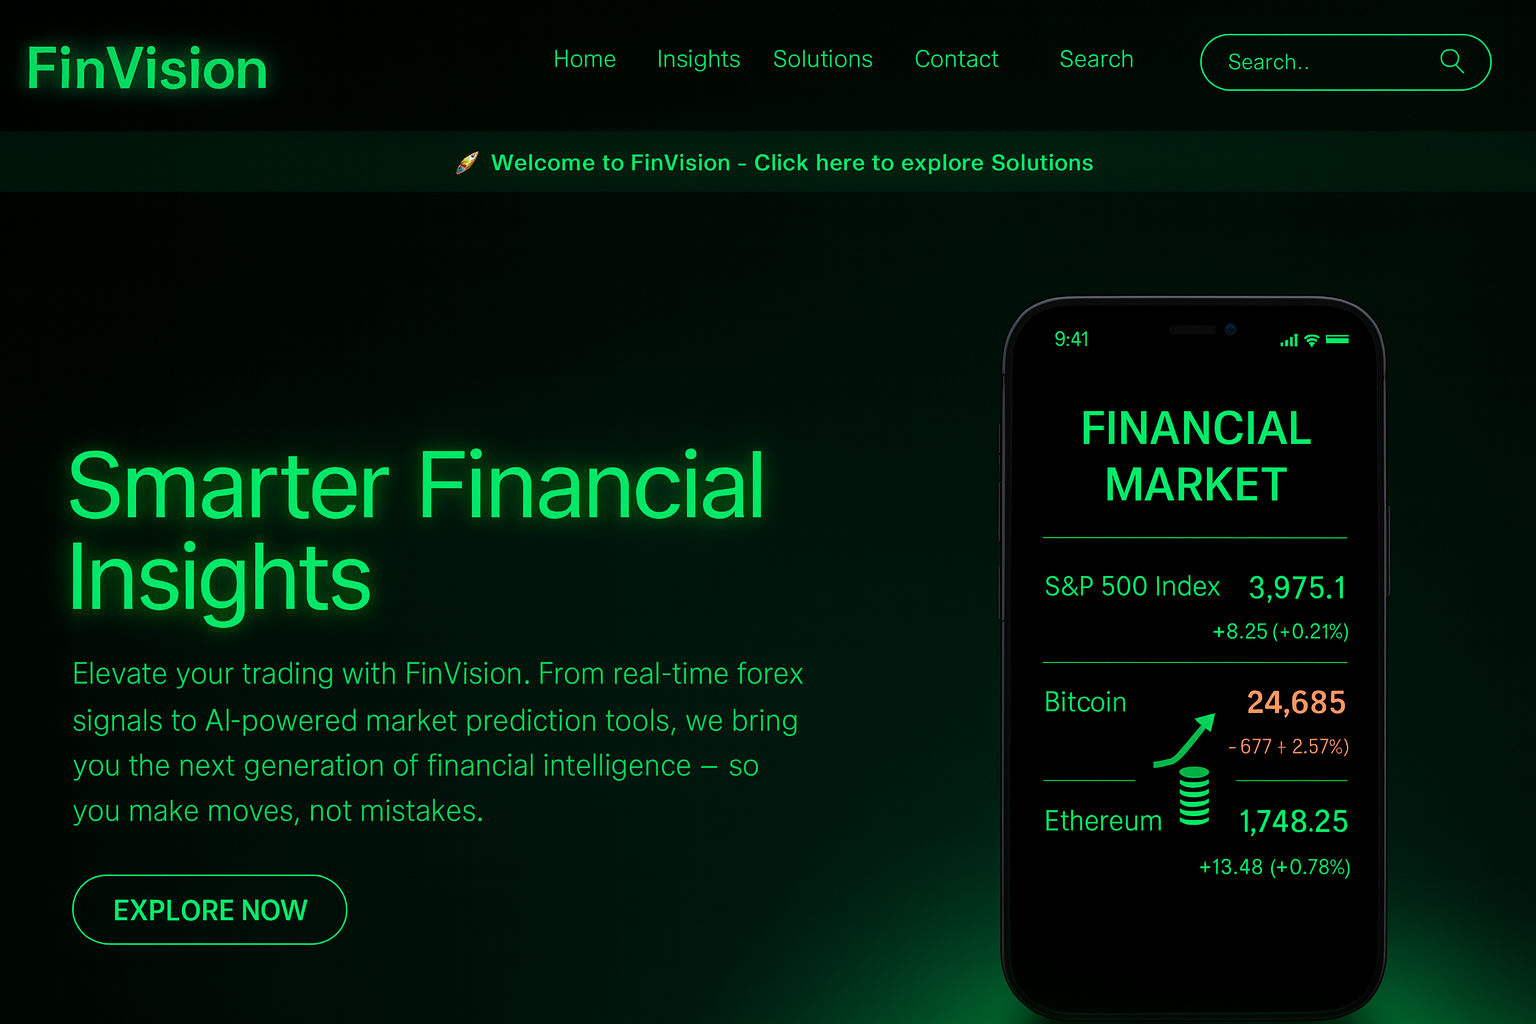 FinVision
Home Insights Solutions Contact Search
Search..
🚀 Welcome to FinVision - Click here to explore Solutions
Smarter Financial
Insights
Elevate your trading with FinVision. From real-time forex
signals to AI-powered market prediction tools, we bring
you the next generation of financial intelligence – so
you make moves, not mistakes.
EXPLORE NOW
9:41
FINANCIAL
MARKET
S&P 500 Index 3,975.1
+8.25 (+0.21%)
Bitcoin 24,685
-677 + 2.57%)
Ethereum 1,748.25
+13.48 (+0.78%)